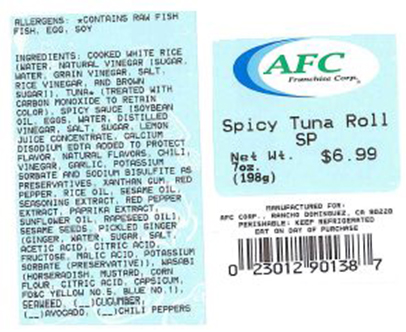 ALLERGENS: *CONTAINS RAW FISH
FISH, EGG, SOY
INGREDIENTS: COOKED WHITE RICE
(WATER, NATURAL VINEGAR (SUGAR,
WATER, GRAIN VINEGAR, SALT,
RICE VINEGAR, AND BROWN
SUGAR)), TUNA* (TREATED WITH
CARBON MONOXIDE TO RETAIN
COLOR), SPICY SAUCE (SOYBEAN
OIL, EGGS, WATER, DISTILLED
VINEGAR, SALT, SUGAR, LEMON
JUICE CONCENTRATE, CALCIUM
DISODIUM EDTA ADDED TO PROTECT
FLAVOR, NATURAL FLAVORS, CHILI,
VINEGAR, GARLIC, POTASSIUM
SORBATE AND SODIUM BISULFITE AS
PRESERVATIVES, XANTHAN GUM, RED
PEPPER, RICE OIL, SESAME OIL,
SEASONING EXTRACT, RED PEPPER
EXTRACT, PAPRIKA EXTRACT,
SUNFLOWER OIL, RAPESEED OIL),
SESAME SEEDS, PICKLED GINGER
(GINGER, WATER, SUGAR, SALT,
ACETIC ACID, CITRIC ACID,
FRUCTOSE, MALIC ACID, POTASSIUM
SORBATE (PRESERVATIVE)), WASABI
(HORSERADISH, MUSTARD, CORN
FLOUR, CITRIC ACID, CAPSICUM,
FD&C YELLOW NO.5, BLUE NO.1),
SEAWEED, (__)CUCUMBER
(__)AVOCADO, (__)CHILI PEPPERS
AFC
Franchise Corp.
Spicy Tuna Roll
SP
Net Wt. $6.99
7oz.
(198g)
MANUFACTURED FOR:
AFC CORP., RANCHO DOMINGUEZ, CA 90220
PERISHABLE: KEEP REFRIGERATED
EAT ON DAY OF PURCHASE
0 23012 90138 7